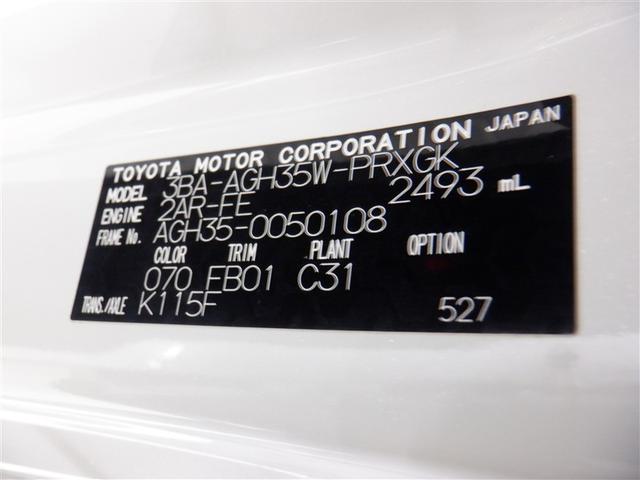 TOYOTA MOTOR CORPORATION JAPAN
MODEL 3BA-AGH35W-PRXGK
ENGINE 2AR-FE 2493 mL
FRAME No. AGH35-0050108
COLOR TRIM PLANT OPTION
070 EB01 C31
TRANS./AXLE K115F 527